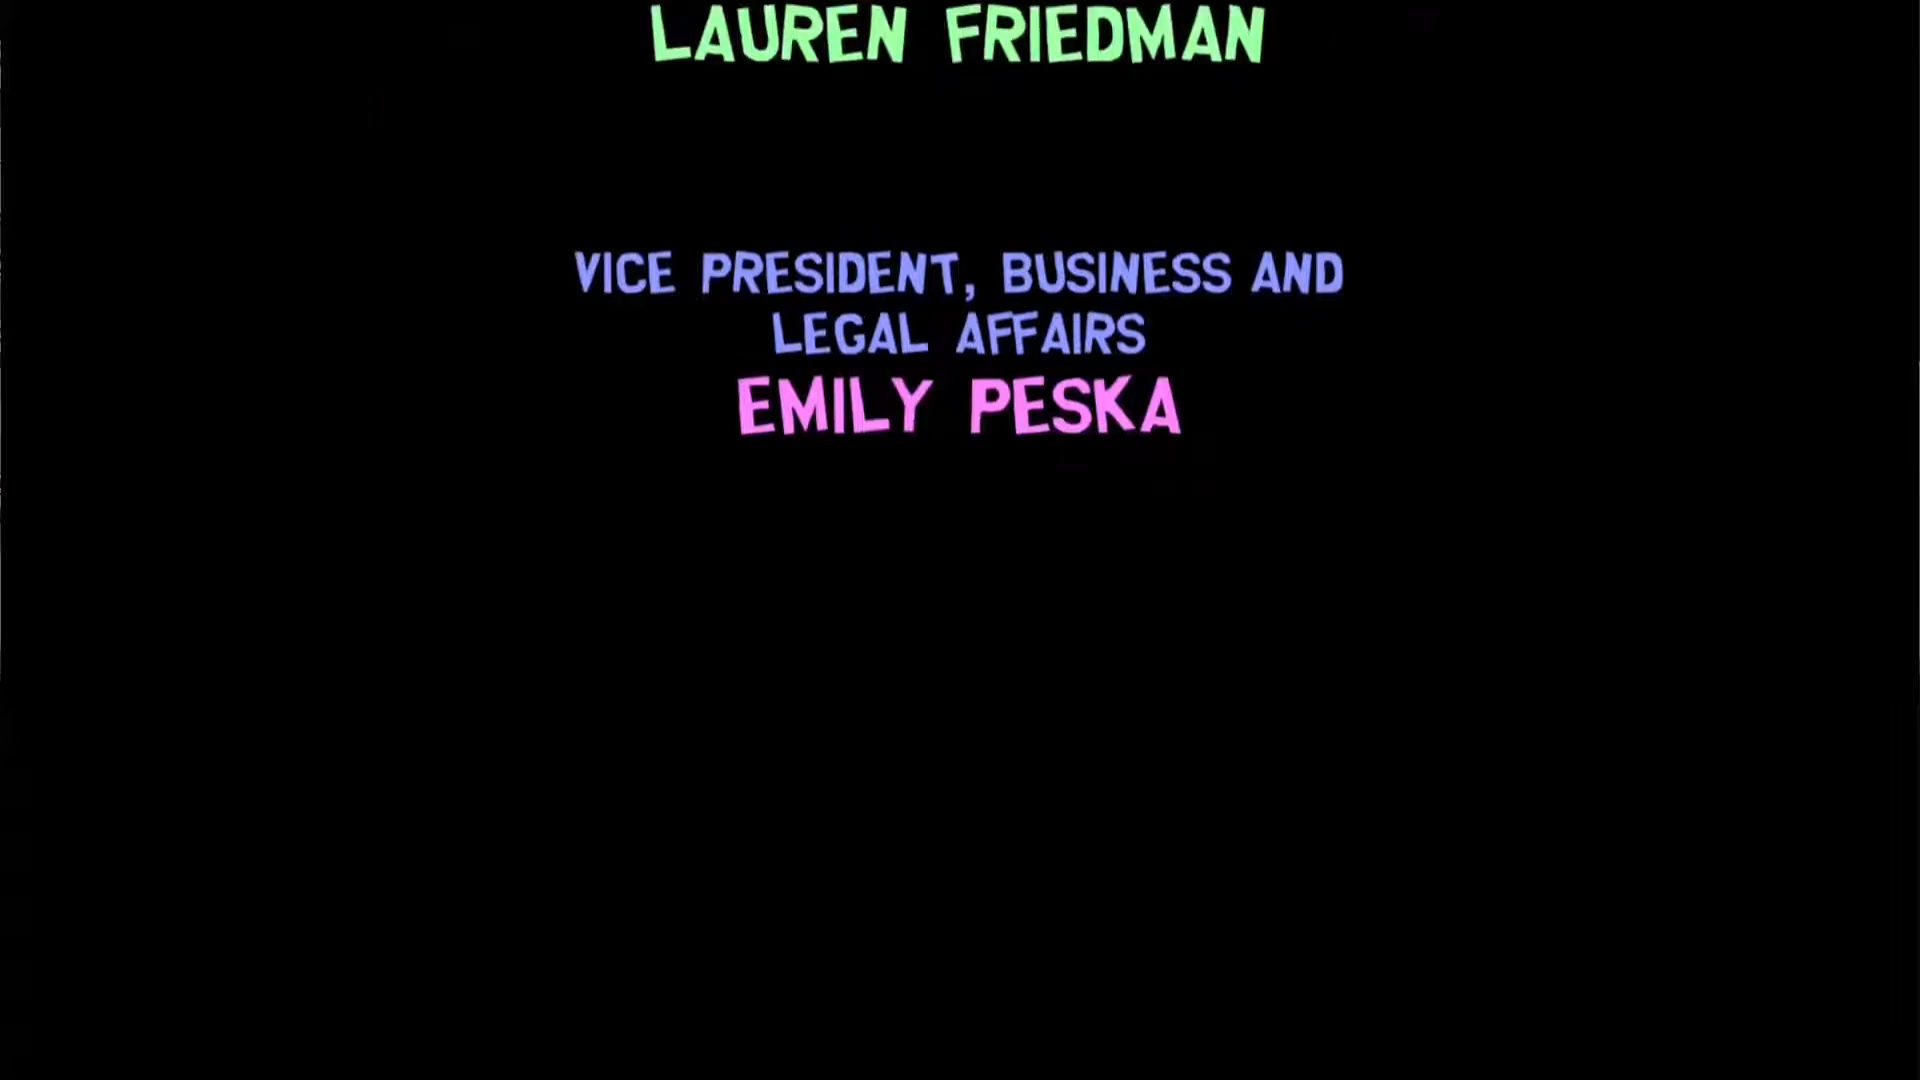 LAUREN FRIEDMAN
VICE PRESIDENT, BUSINESS AND
LEGAL AFFAIRS
EMILY PESKA